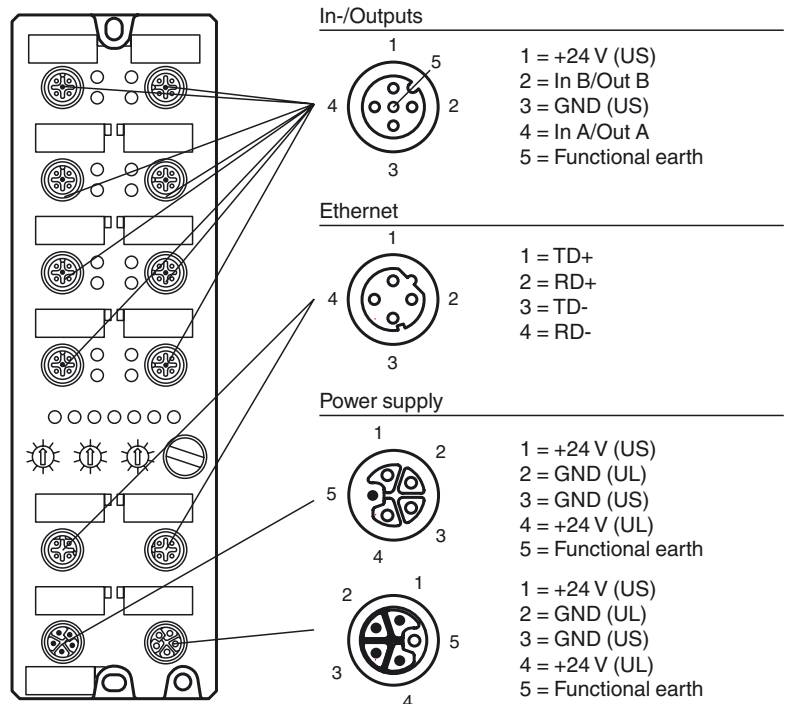 In-/Outputs
1
5
4
2
3
1 = +24 V (US)
2 = In B/Out B
3 = GND (US)
4 = In A/Out A
5 = Functional earth
Ethernet
1
4
2
3
1 = TD+
2 = RD+
3 = TD-
4 = RD-
Power supply
1
2
5
3
4
1 = +24 V (US)
2 = GND (UL)
3 = GND (US)
4 = +24 V (UL)
5 = Functional earth
2
1
5
3
4
1 = +24 V (US)
2 = GND (UL)
3 = GND (US)
4 = +24 V (UL)
5 = Functional earth